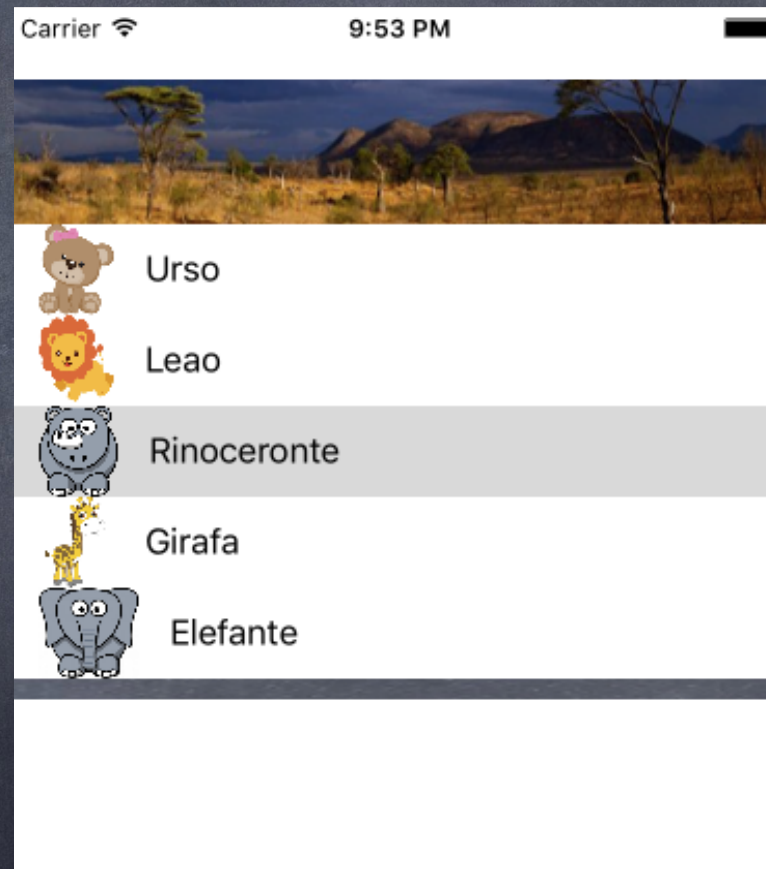 Carrier 9:53 PM
Urso
Leao
Rinoceronte
Girafa
Elefante